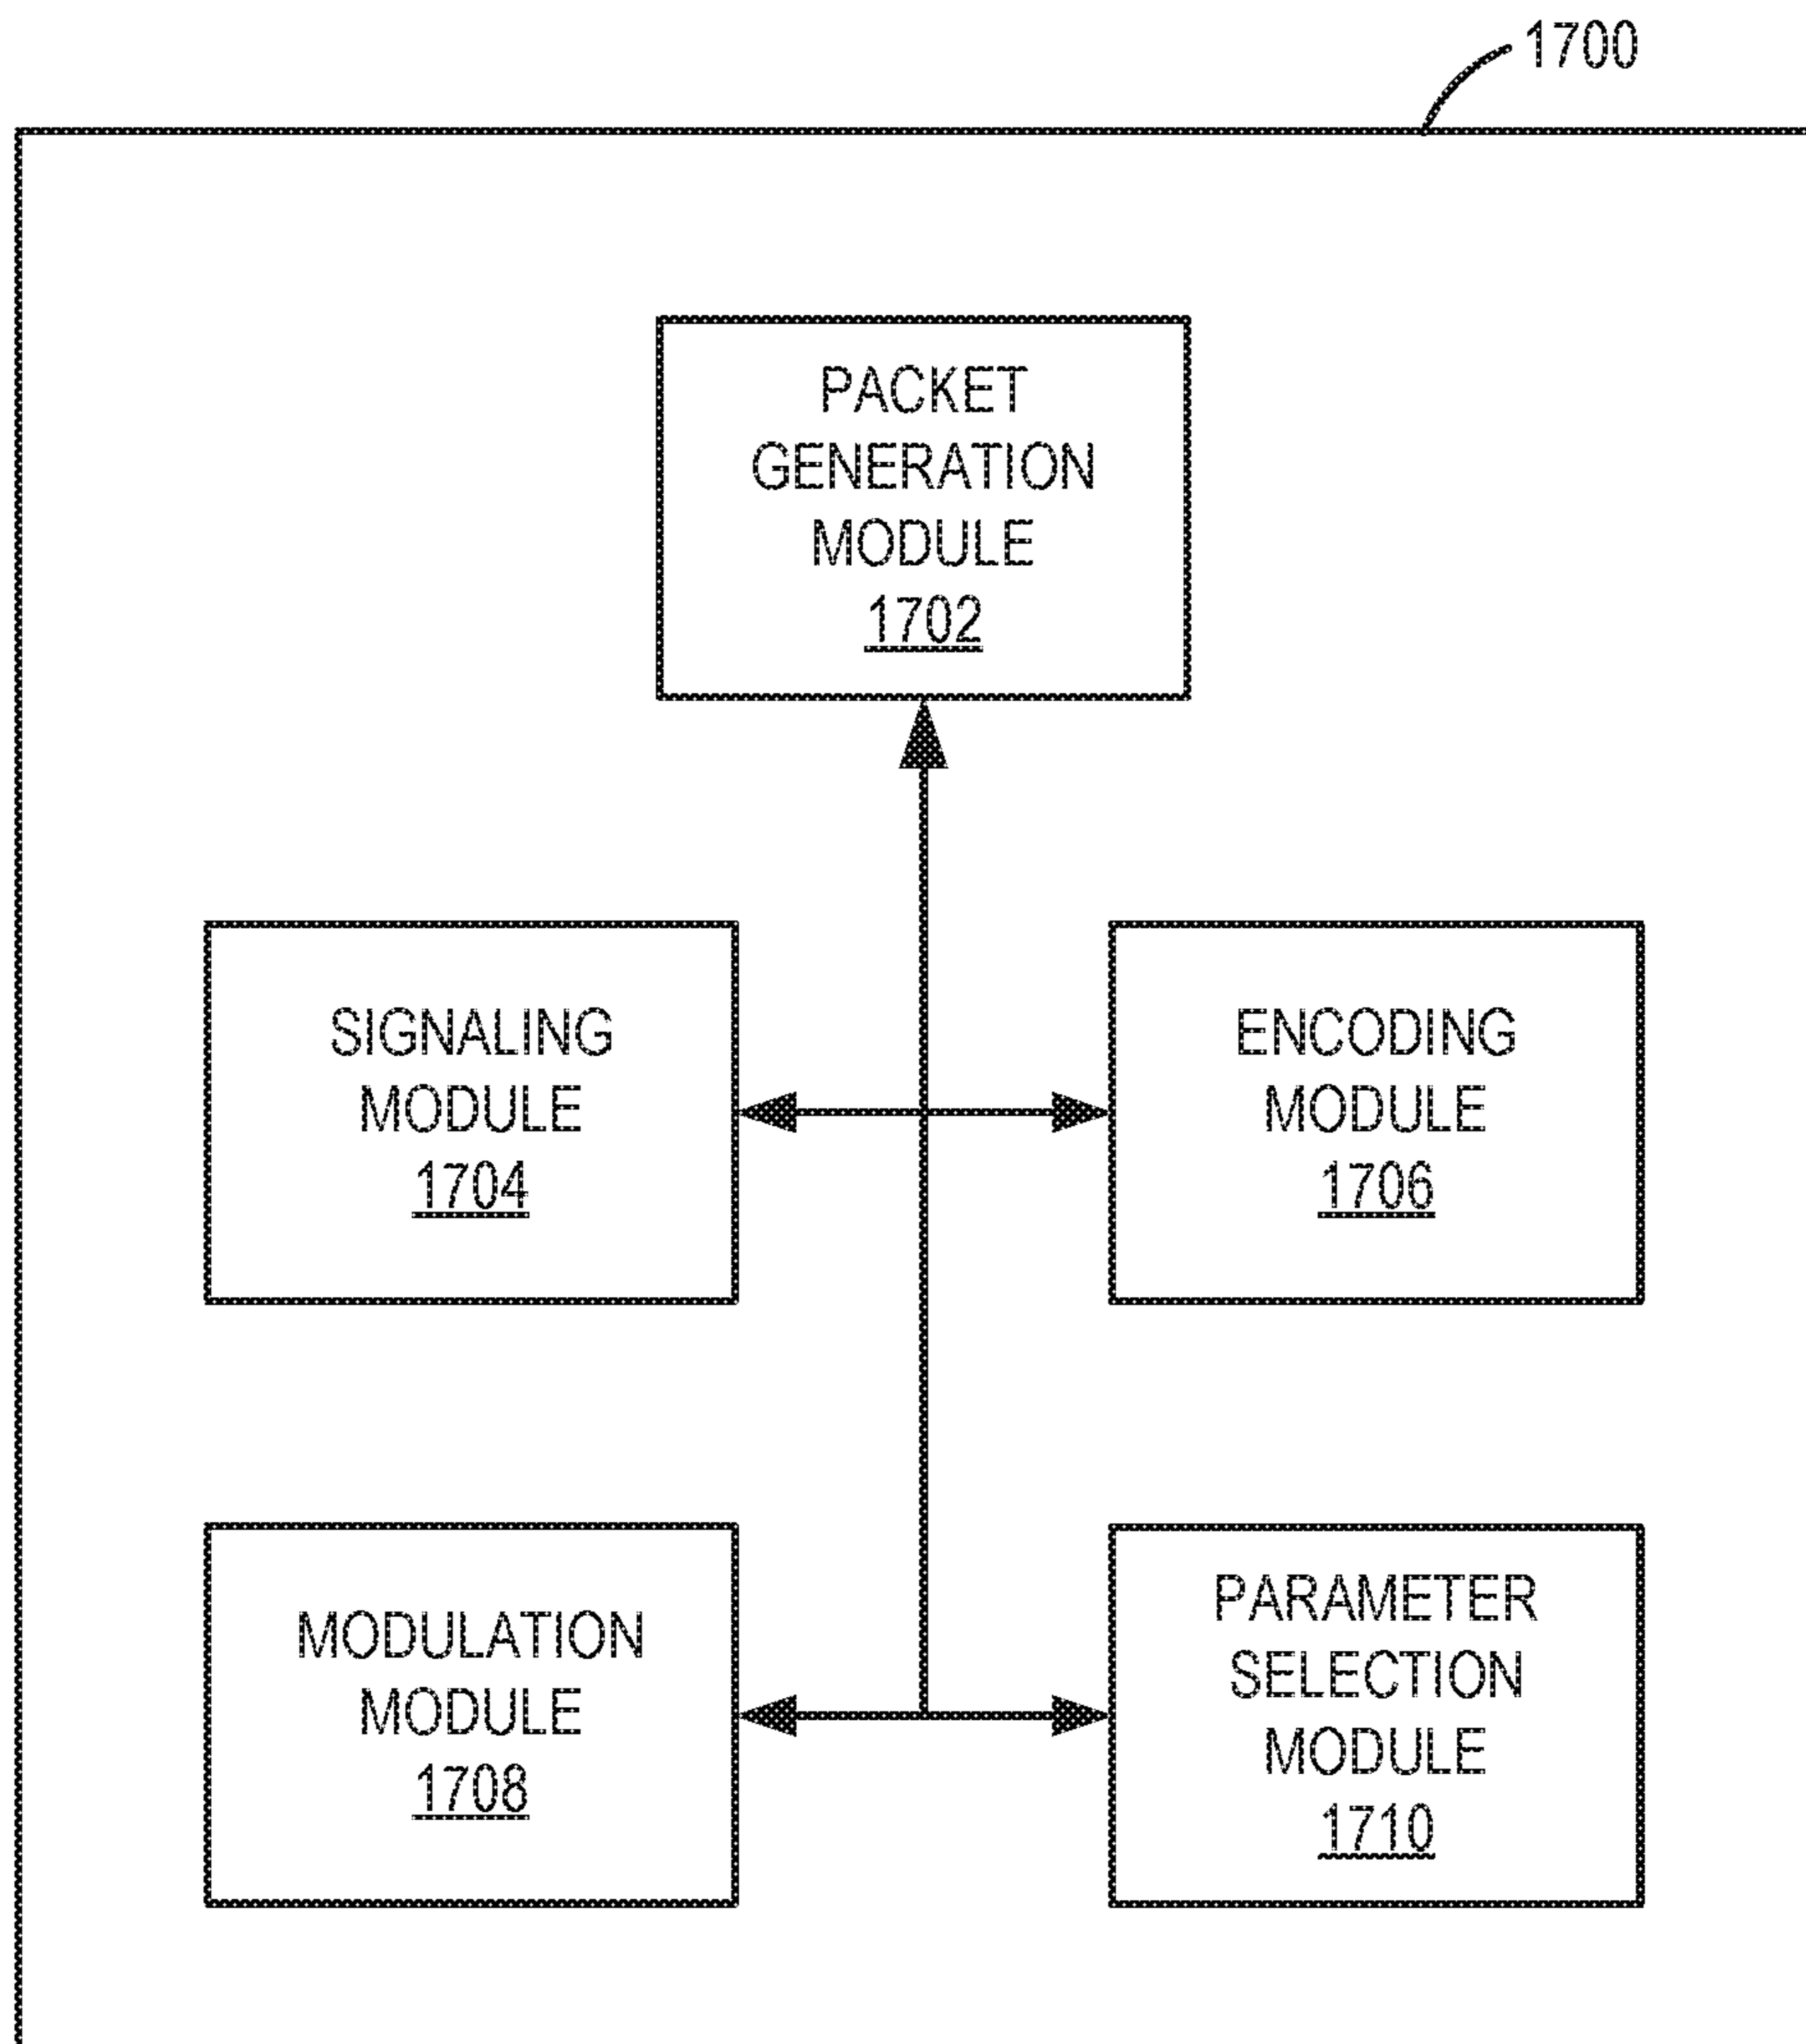 1700
PACKET
GENERATION
MODULE
1702
SIGNALING
MODULE
1704
ENCODING
MODULE
1706
MODULATION
MODULE
1708
PARAMETER
SELECTION
MODULE
1710